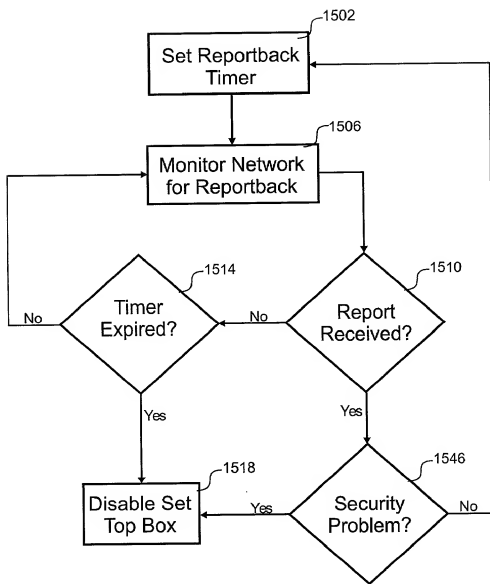 1502
Set Reportback
Timer
1506
Monitor Network
for Reportback
1514
Timer
Expired?
No
1510
Report
Received?
No
Yes
Yes
1518
Disable Set
Top Box
1546
Security
Problem?
Yes
No